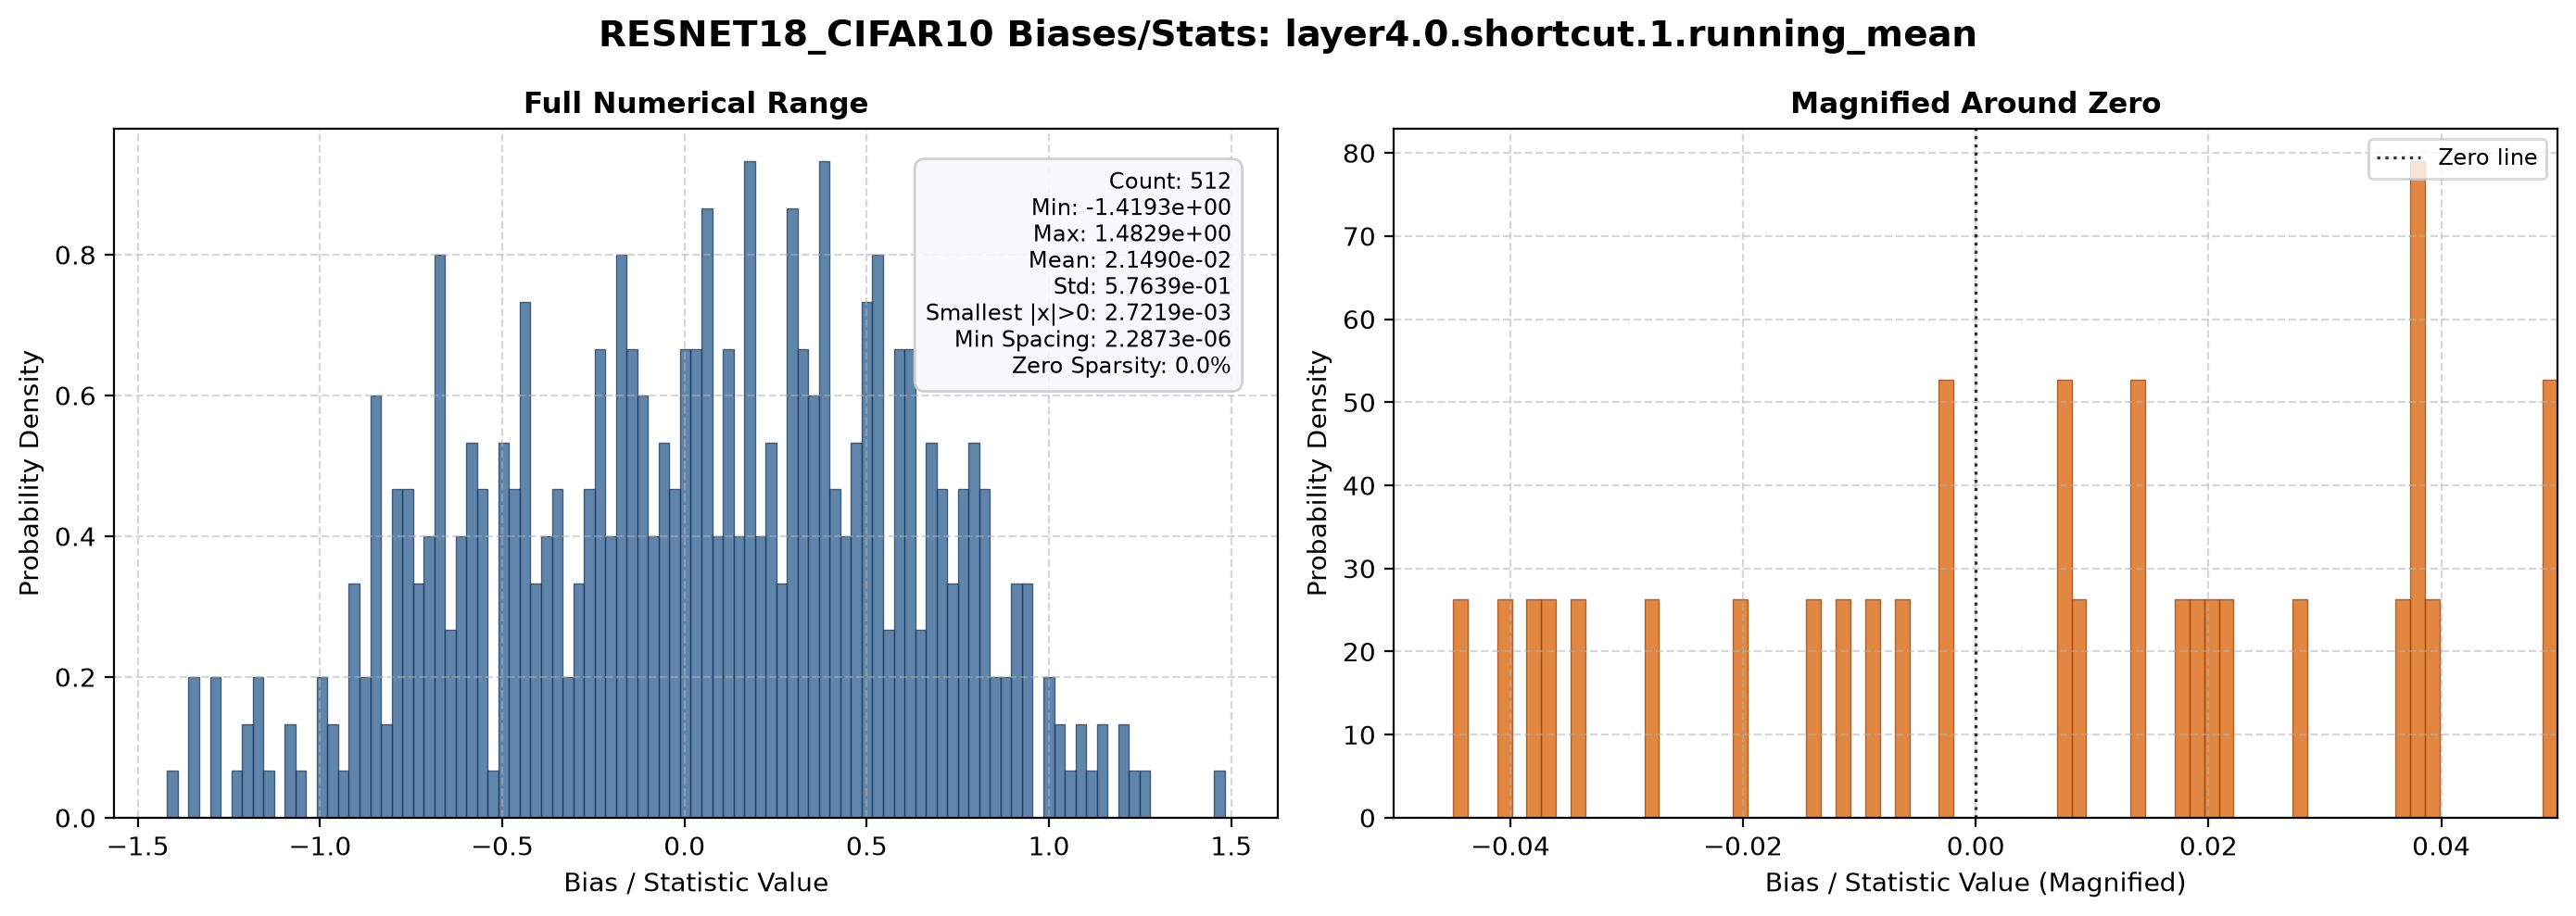 RESNET18_CIFAR10 Biases/Stats: layer4.0.shortcut.1.running_mean
Full Numerical Range
Probability Density
0.0
0.2
0.4
0.6
0.8
−1.5
−1.0
−0.5
0.0
0.5
1.0
1.5
Bias / Statistic Value
Count: 512
Min: -1.4193e+00
Max: 1.4829e+00
Mean: 2.1490e-02
Std: 5.7639e-01
Smallest |x|>0: 2.7219e-03
Min Spacing: 2.2873e-06
Zero Sparsity: 0.0%
Magnified Around Zero
Probability Density
0
10
20
30
40
50
60
70
80
−0.04
−0.02
0.00
0.02
0.04
Bias / Statistic Value (Magnified)
Zero line